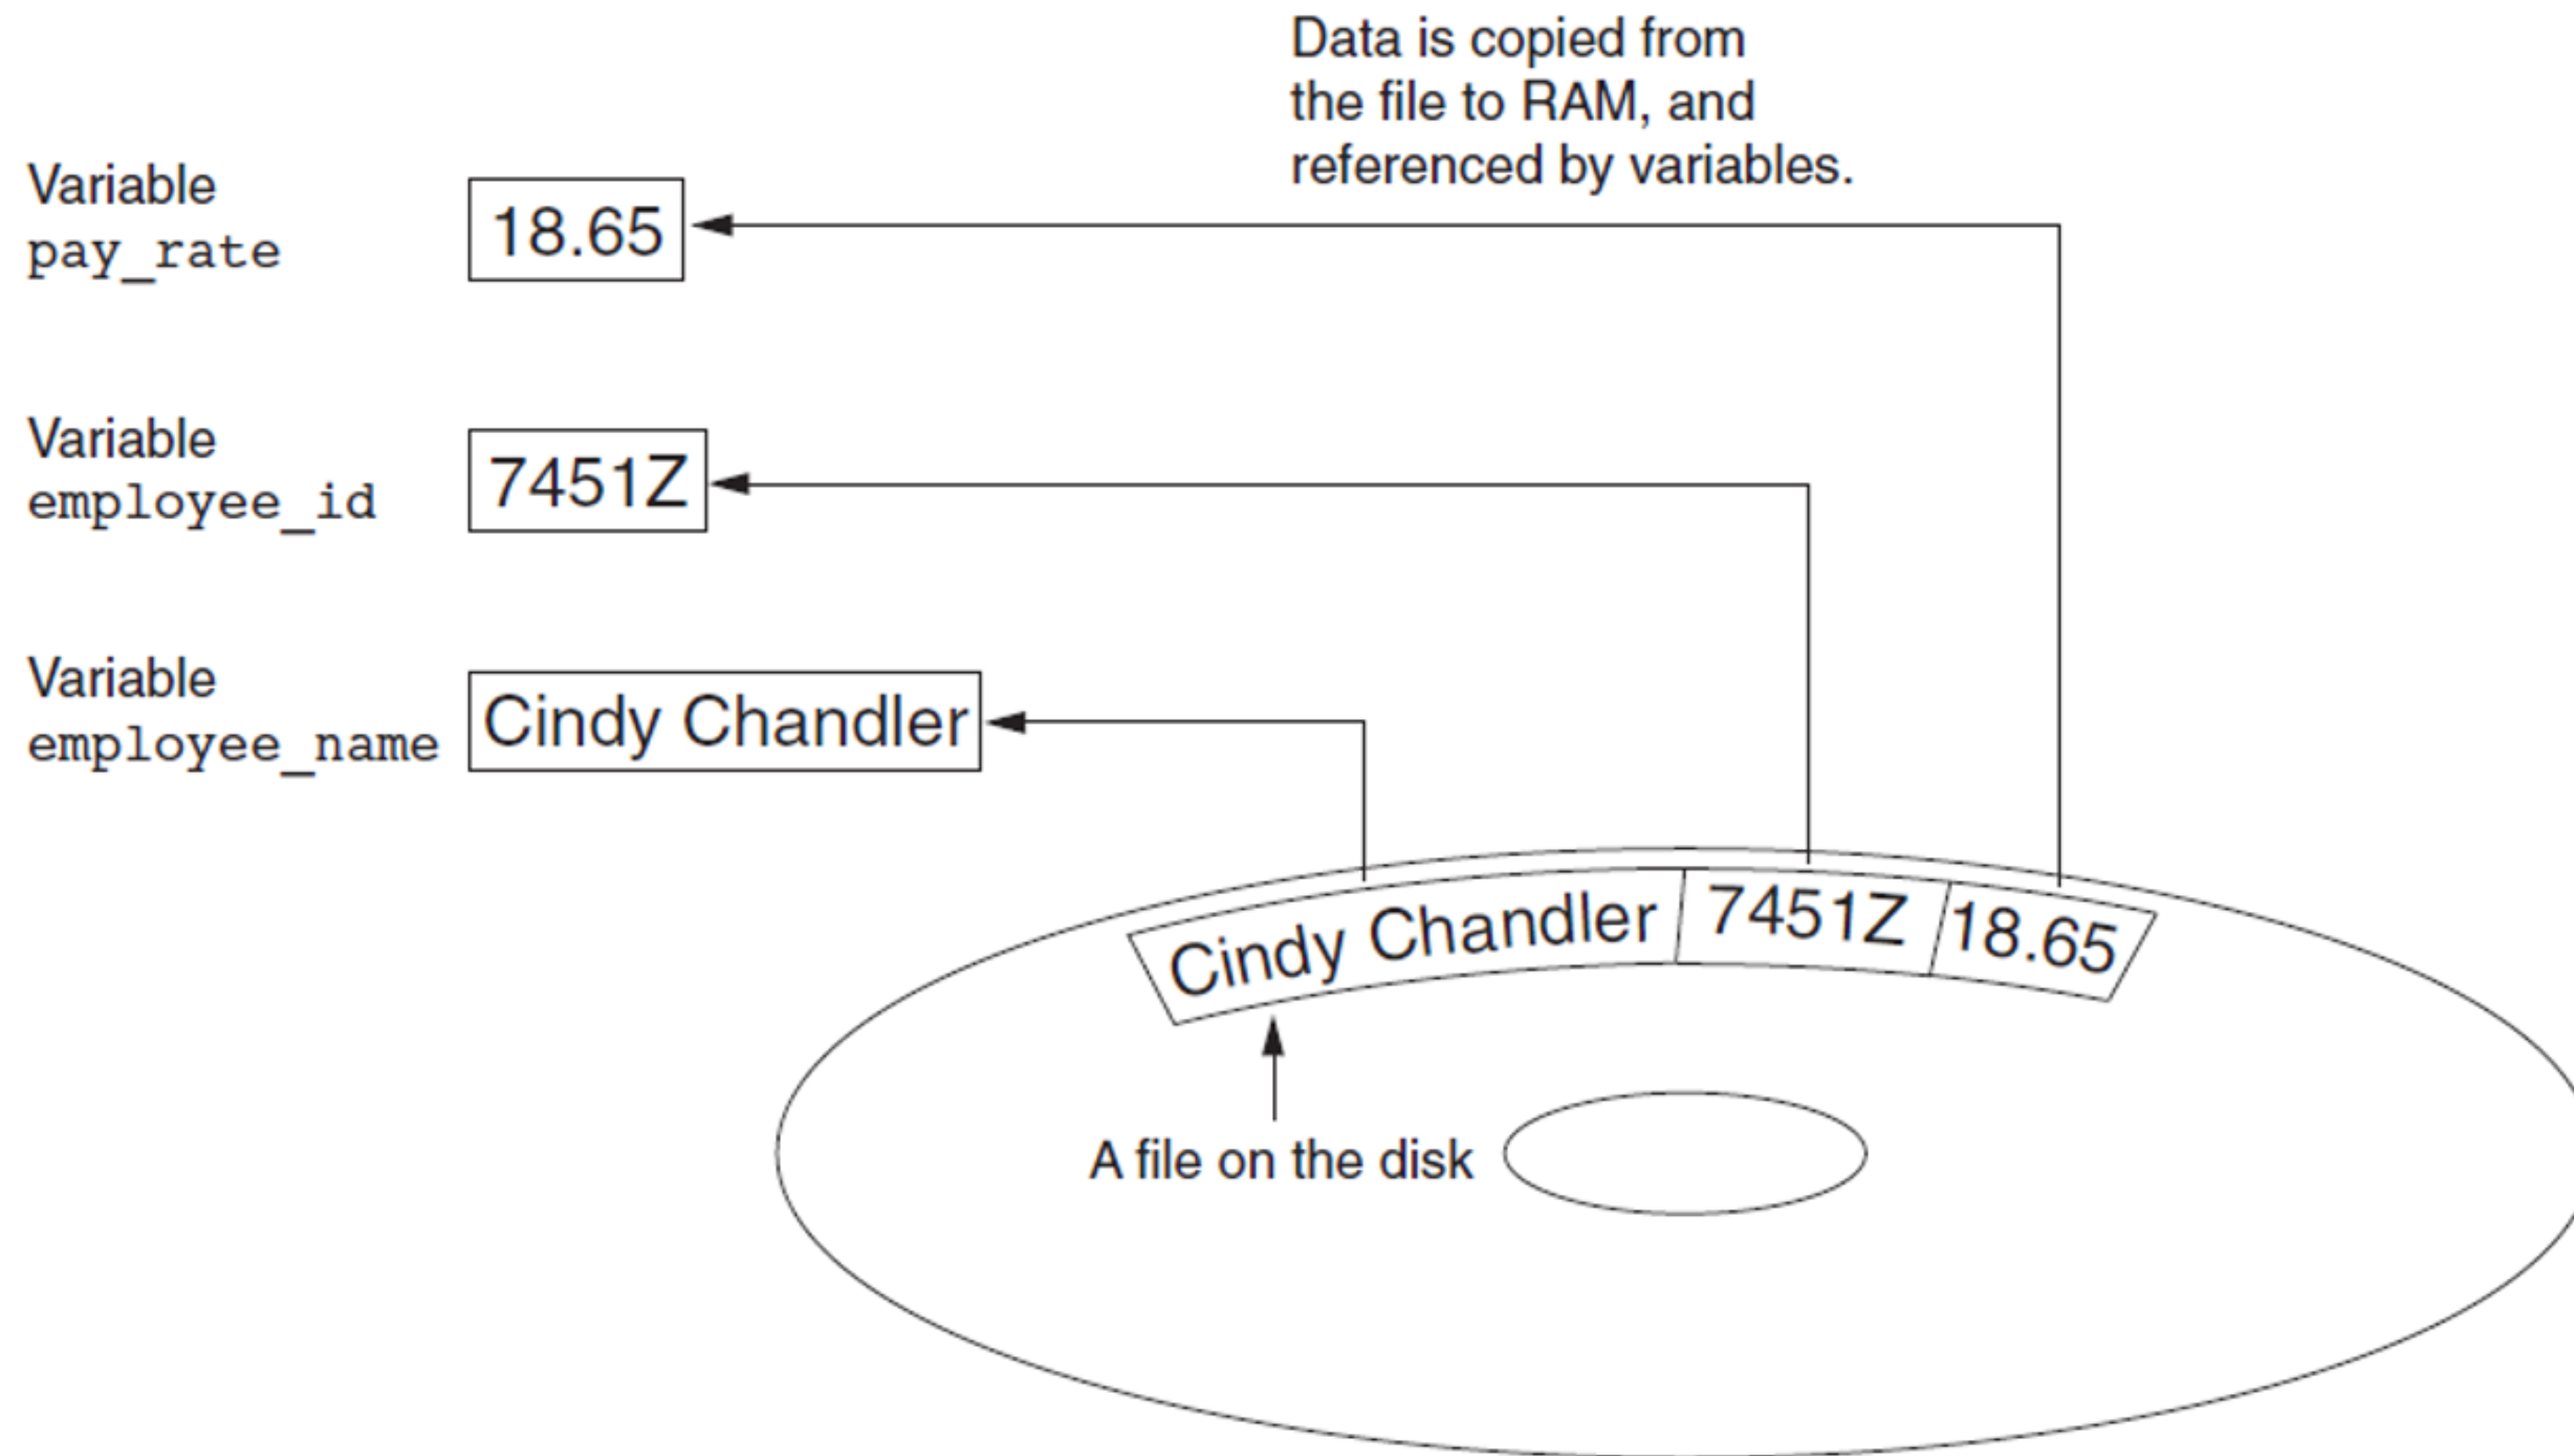 Data is copied from
the file to RAM, and
referenced by variables.
Variable
pay_rate
18.65
Variable
employee_id
7451Z
Variable
employee_name
Cindy Chandler
Cindy Chandler
7451Z
18.65
A file on the disk